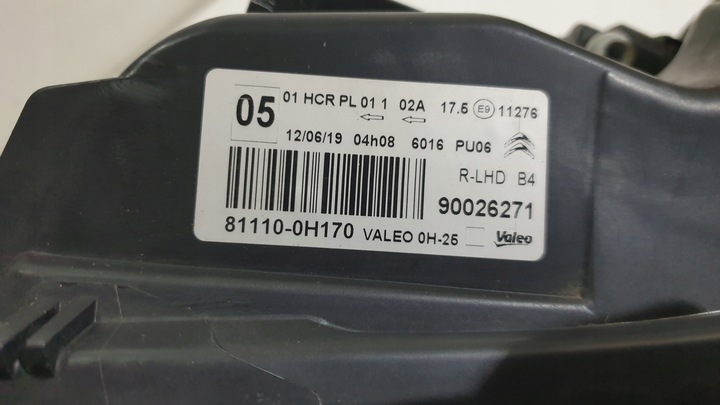 05 01 HCR PL 01 1 02A 17.5 E9 11276
12/06/19 04h08 6016 PU06
R-LHD B4
90026271
81110-0H170 VALEO 0H-25 Valeo